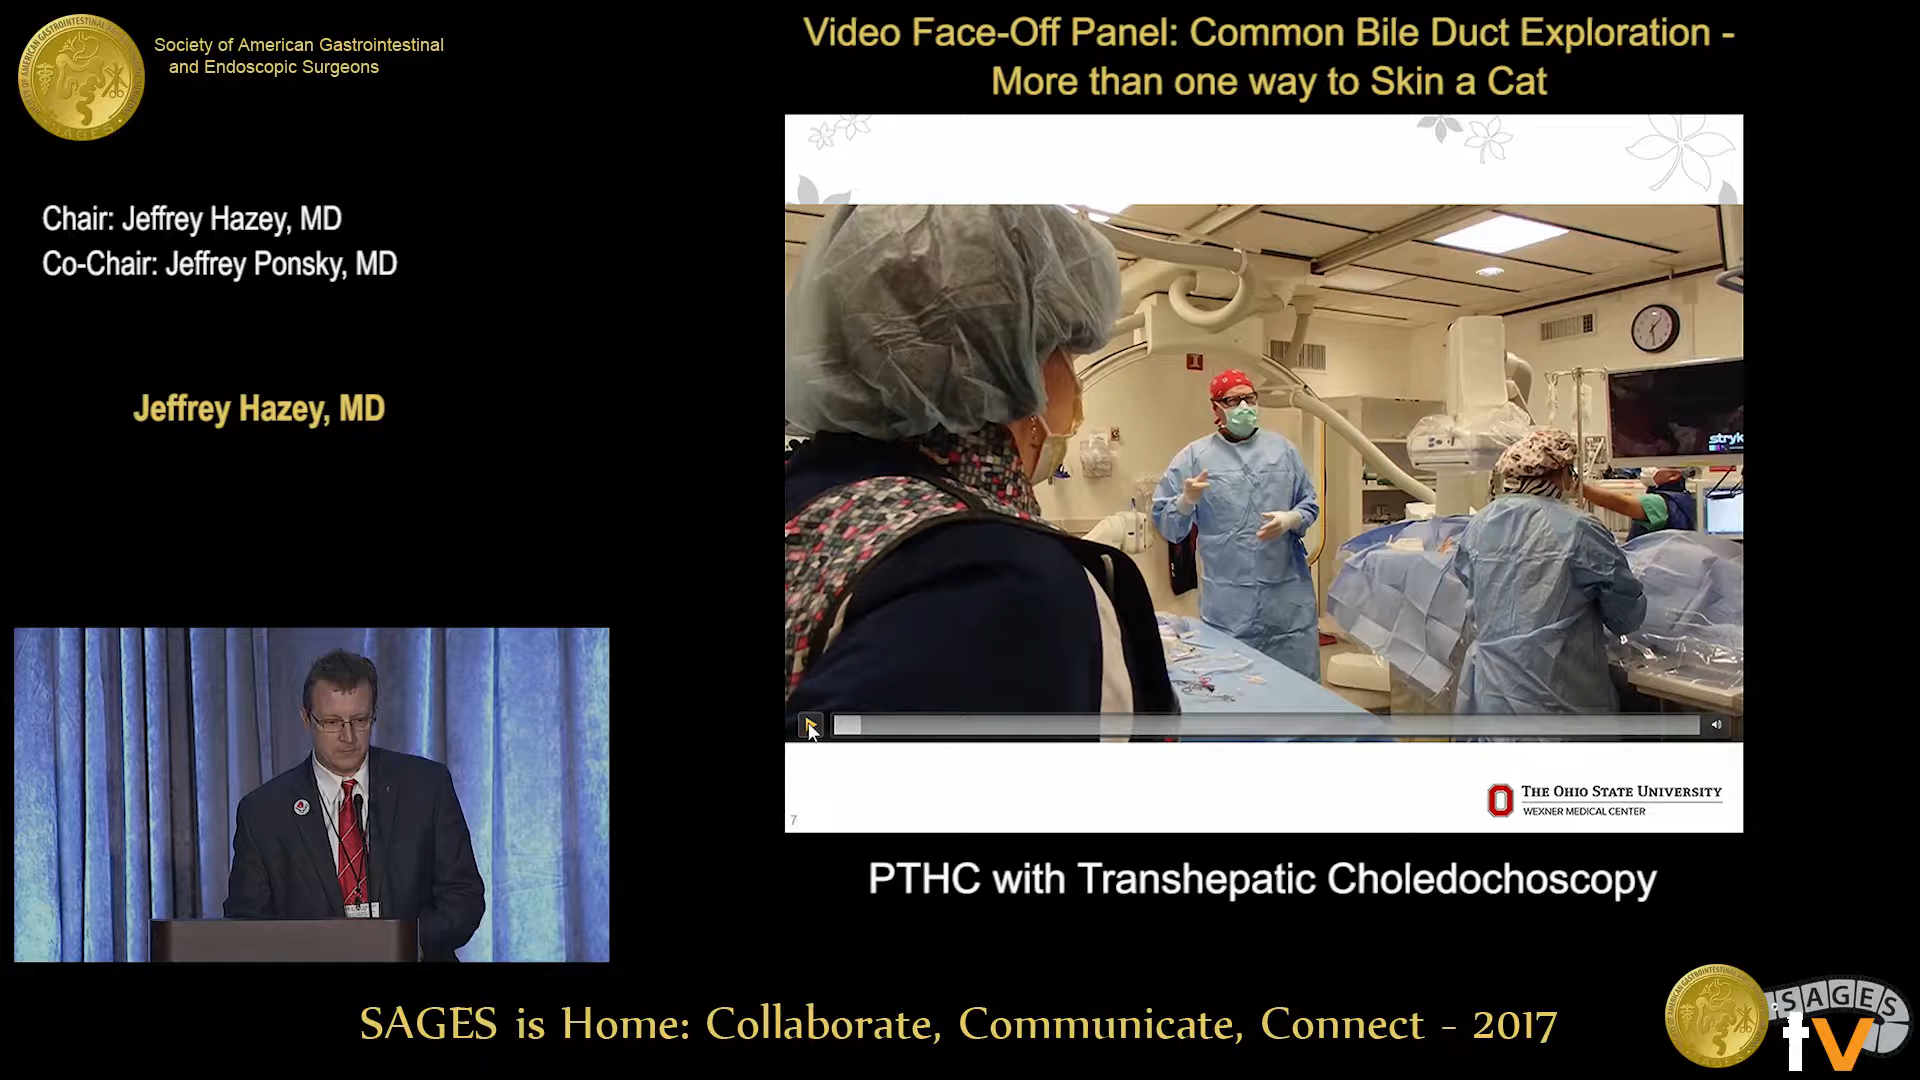 Society of American Gastrointestinal
and Endoscopic Surgeons
Video Face-Off Panel: Common Bile Duct Exploration -
More than one way to Skin a Cat
Chair: Jeffrey Hazey, MD
Co-Chair: Jeffrey Ponsky, MD
Jeffrey Hazey, MD
stryk
THE OHIO STATE UNIVERSITY
WEXNER MEDICAL CENTER
7
PTHC with Transhepatic Choledochoscopy
SAGES is Home: Collaborate, Communicate, Connect - 2017
SAGES
tv